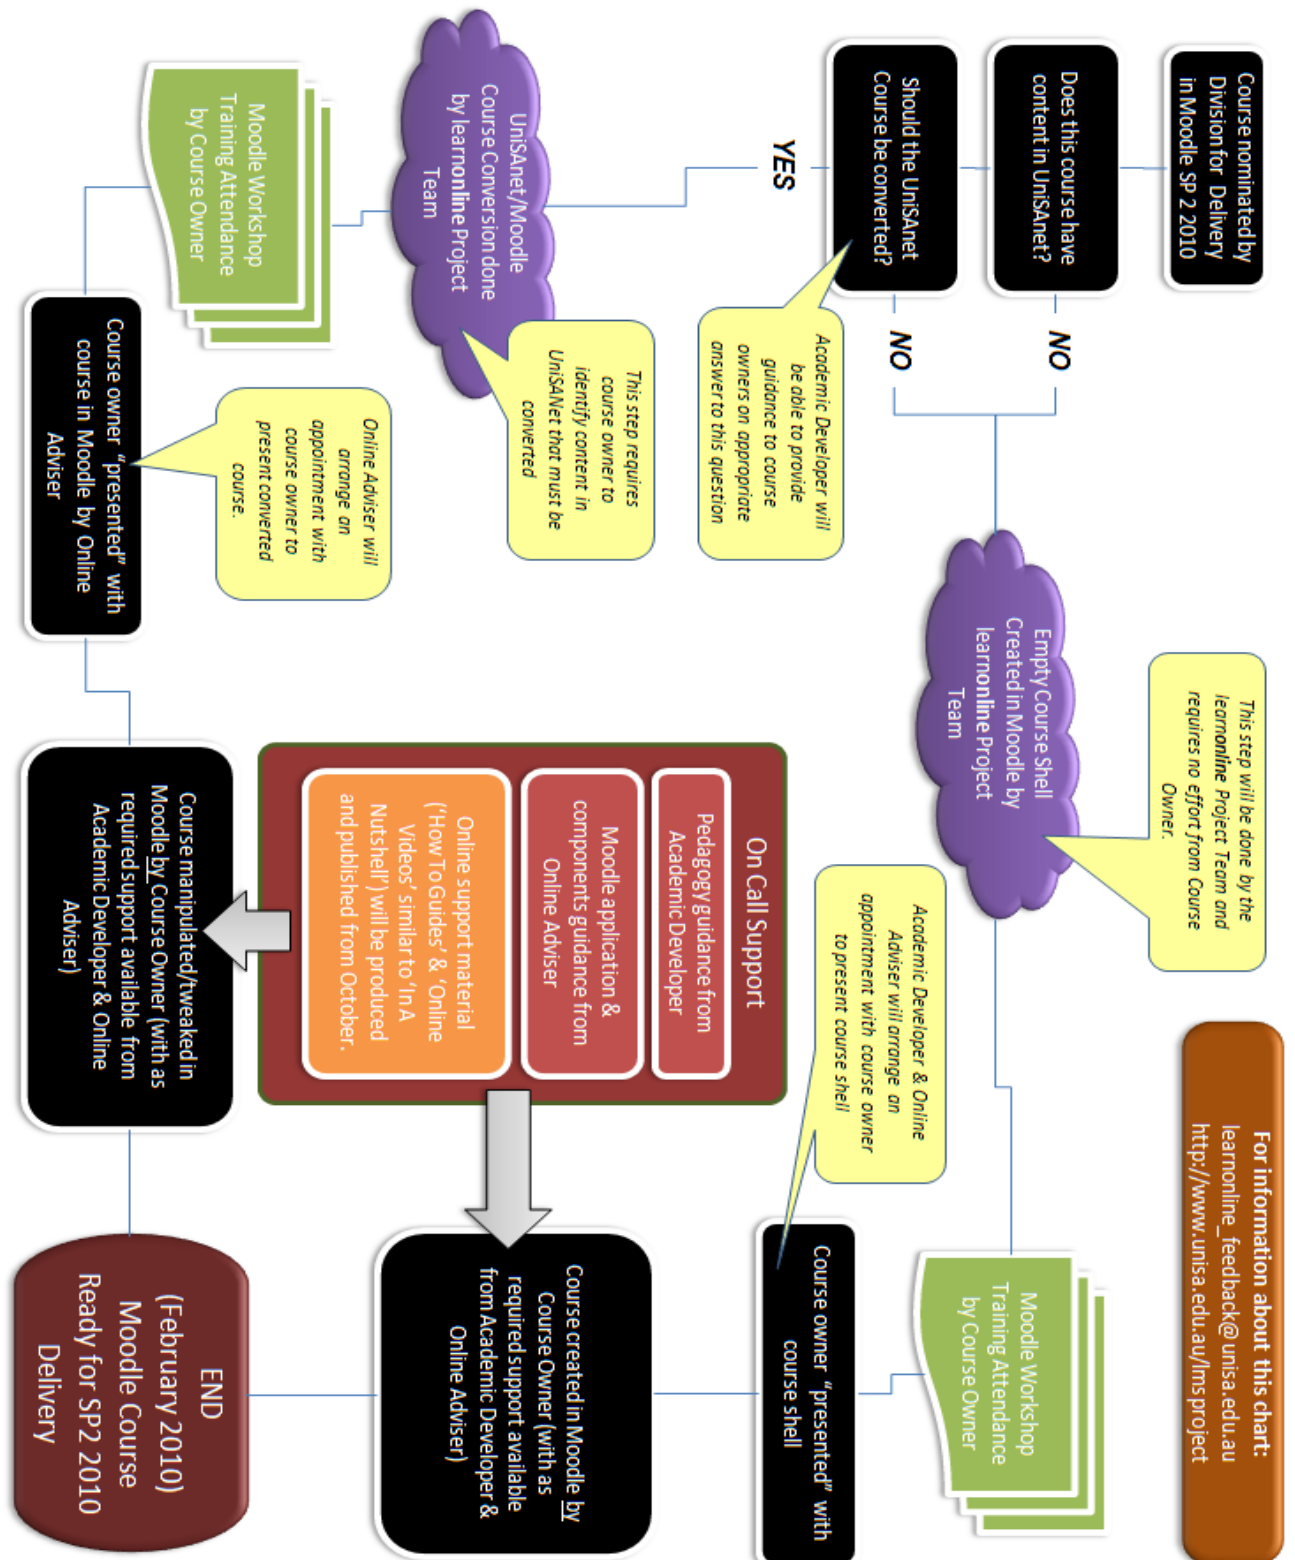 Course nominated by
Division for Delivery
in Moodle SP 2 2010
Does this course have
content in UniSAnet?
NO
Should the UniSAnet
Course be converted?
NO
YES
Academic Developer will
be able to provide
guidance to course
owners on appropriate
answer to this question
UniSAnet/Moodle
Course Conversion done
by learnonline Project
Team
This step requires
course owner to
identify content in
UniSANet that must be
converted
Moodle Workshop
Training Attendance
by Course Owner
Course owner “presented” with
course in Moodle by Online
Adviser
Online Adviser will
arrange an
appointment with
course owner to
present converted
course.
Empty Course Shell
Created in Moodle by
learnonline Project
Team
This step will be done by the
learnonline Project Team and
requires no effort from Course
Owner.
For information about this chart:
learnonline_feedback@unisa.edu.au
http://www.unisa.edu.au/lmsproject
Moodle Workshop
Training Attendance
by Course Owner
Academic Developer & Online
Adviser will arrange an
appointment with course owner
to present course shell
Course owner “presented” with
course shell
On Call Support
Pedagogy guidance from
Academic Developer
Moodle application &
components guidance from
Online Adviser
Online support material
(‘How To Guides’ & ‘Online
Videos’ similar to ‘In A
Nutshell’) will be produced
and published from October.
Course manipulated/tweaked in
Moodle by Course Owner (with as
required support available from
Academic Developer & Online
Adviser)
Course created in Moodle by
Course Owner (with as
required support available
from Academic Developer &
Online Adviser)
END
(February 2010)
Moodle Course
Ready for SP2 2010
Delivery